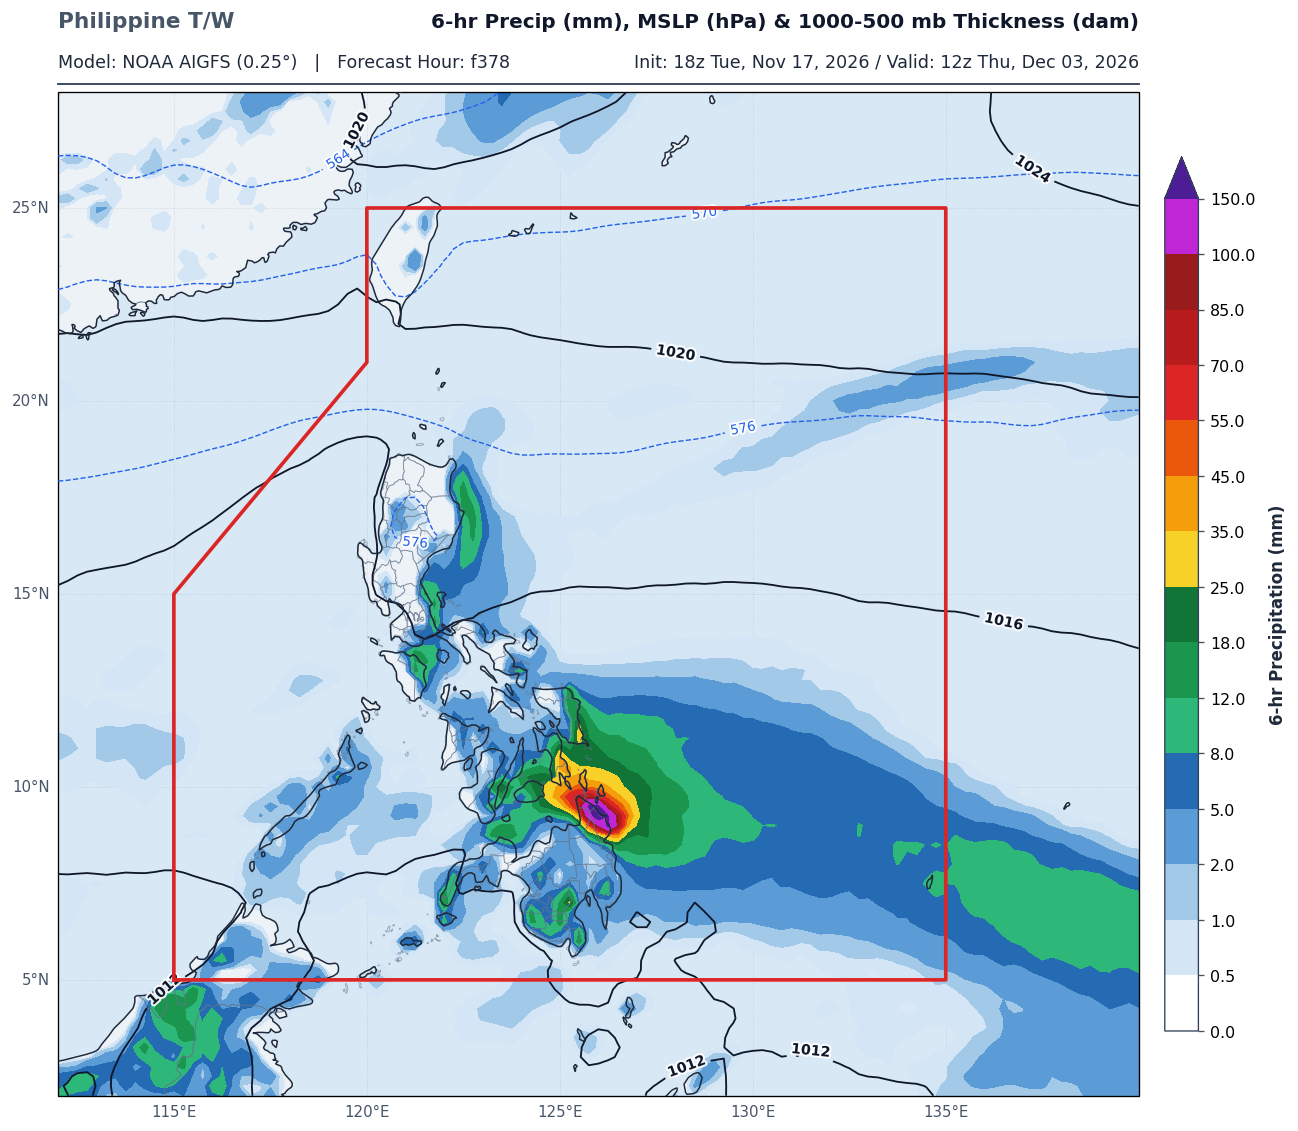 Philippine T/W
6-hr Precip (mm), MSLP (hPa) & 1000-500 mb Thickness (dam)
Model: NOAA AIGFS (0.25°) | Forecast Hour: f378
Init: 18z Tue, Nov 17, 2026 / Valid: 12z Thu, Dec 03, 2026
1020
564
1024
570
1020
576
576
1016
1012
1012
1012
25°N
20°N
15°N
10°N
5°N
115°E
120°E
125°E
130°E
135°E
150.0
100.0
85.0
70.0
55.0
45.0
35.0
25.0
18.0
12.0
8.0
5.0
2.0
1.0
0.5
0.0
6-hr Precipitation (mm)